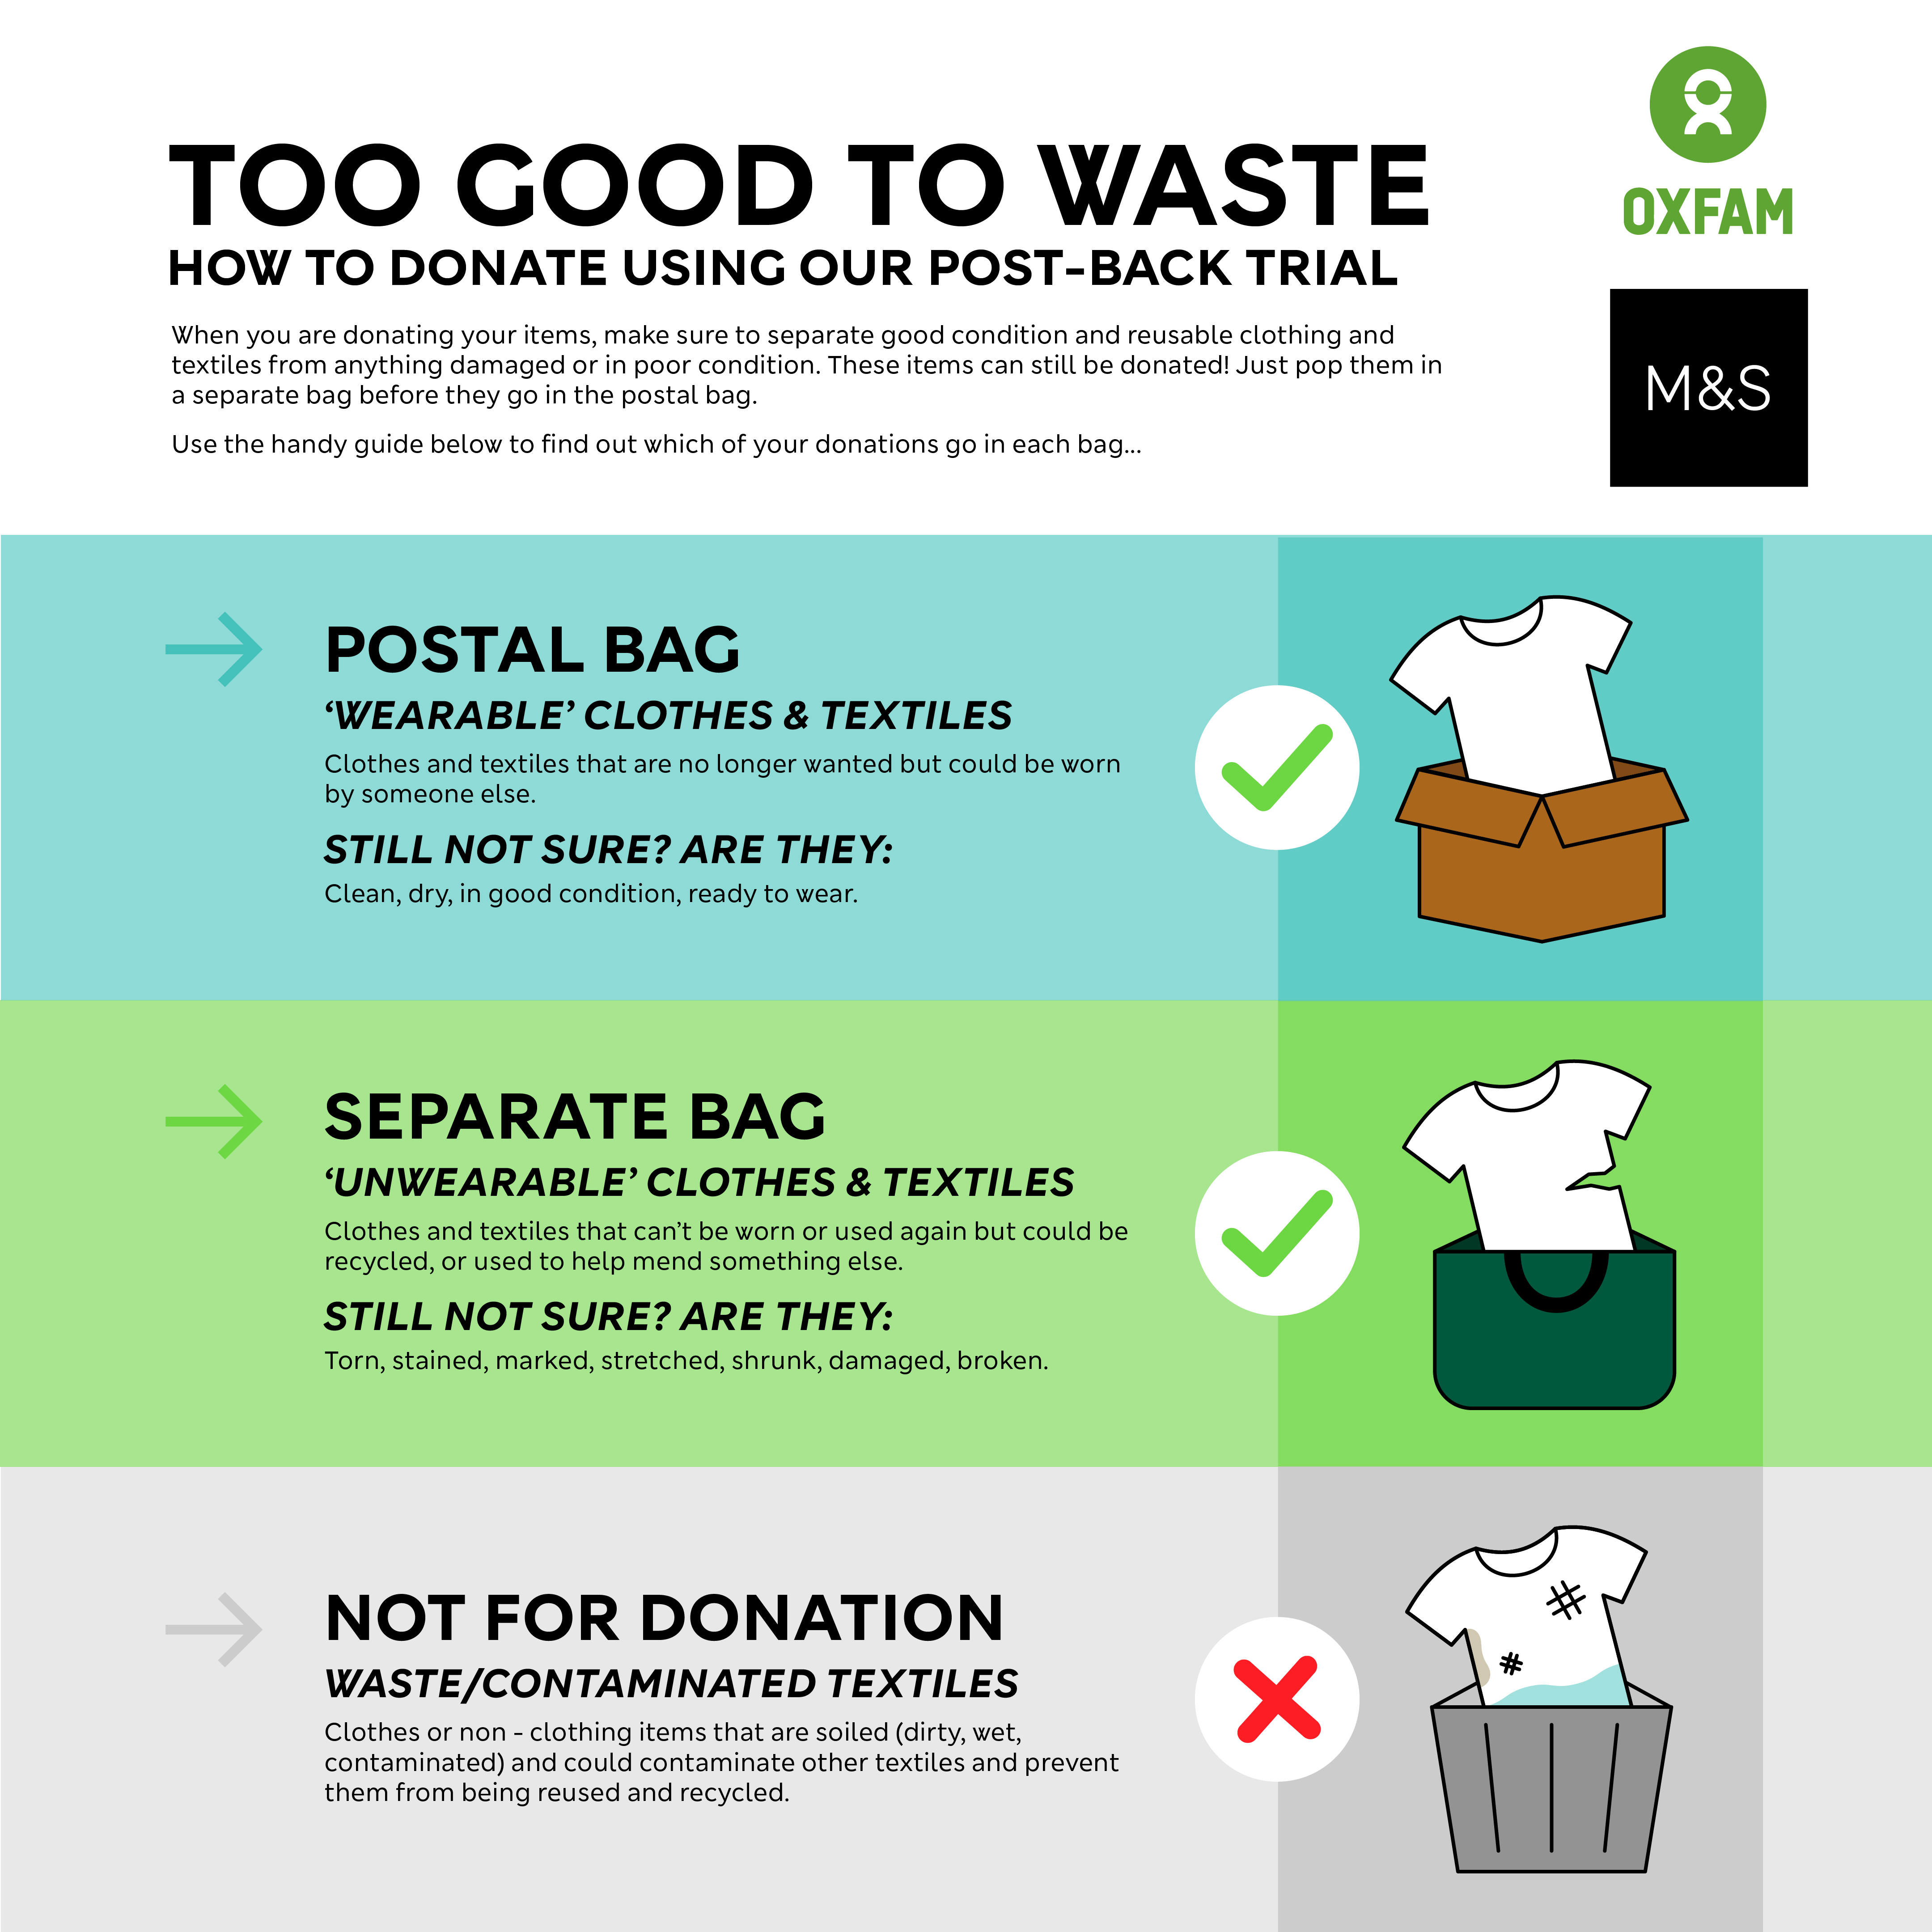 TOO GOOD TO WASTE
HOW TO DONATE USING OUR POST-BACK TRIAL
When you are donating your items, make sure to separate good condition and reusable clothing and
textiles from anything damaged or in poor condition. These items can still be donated! Just pop them in
a separate bag before they go in the postal bag.
Use the handy guide below to find out which of your donations go in each bag...
OXFAM
M&S
POSTAL BAG
‘WEARABLE’ CLOTHES & TEXTILES
Clothes and textiles that are no longer wanted but could be worn
by someone else.
STILL NOT SURE? ARE THEY:
Clean, dry, in good condition, ready to wear.
SEPARATE BAG
‘UNWEARABLE’ CLOTHES & TEXTILES
Clothes and textiles that can’t be worn or used again but could be
recycled, or used to help mend something else.
STILL NOT SURE? ARE THEY:
Torn, stained, marked, stretched, shrunk, damaged, broken.
NOT FOR DONATION
WASTE/CONTAMINATED TEXTILES
Clothes or non - clothing items that are soiled (dirty, wet,
contaminated) and could contaminate other textiles and prevent
them from being reused and recycled.